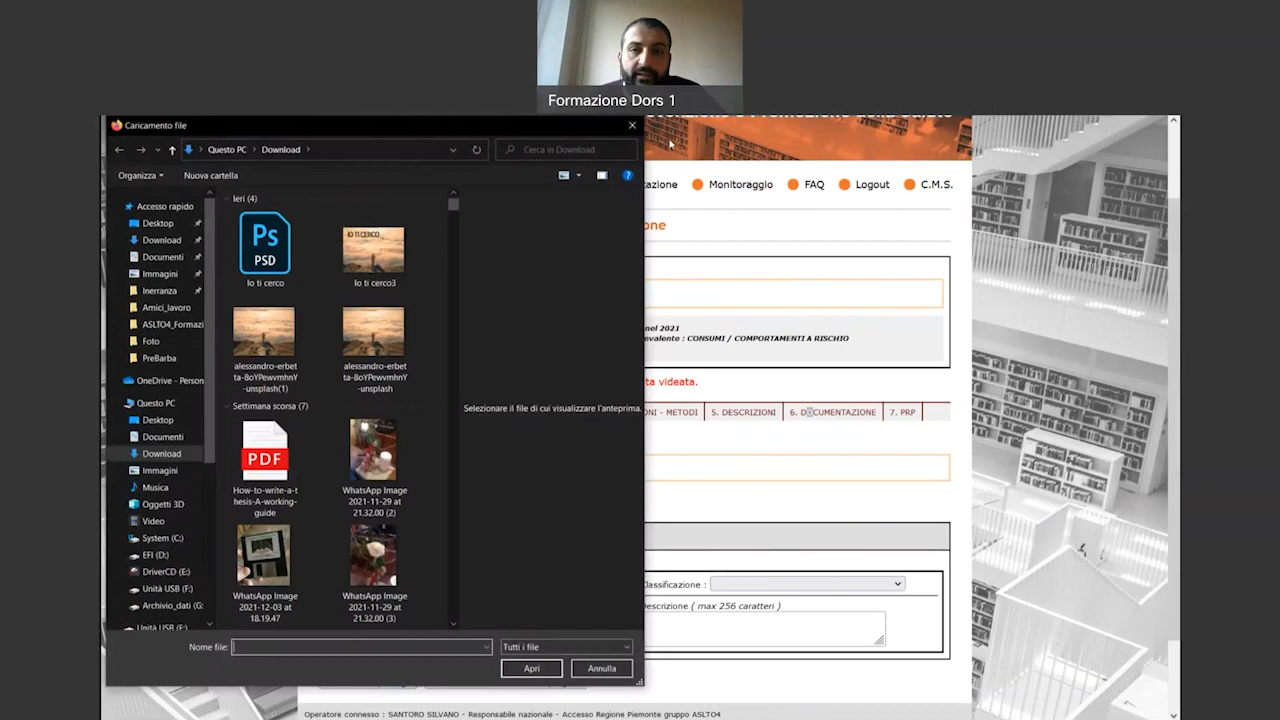 Formazione Dors 1
Caricamento file
Questo PC
Download
Cerca in Download
Organizza
Nuova cartella
Accesso rapido
Desktop
Download
Documenti
Immagini
Inerranza
Amici_lavoro
ASLTO4_Formazi
Foto
PreBarba
OneDrive - Person
Questo PC
Desktop
Documenti
Download
Immagini
Musica
Oggetti 3D
Video
System (C:)
EFI (D:)
DriverCD (E:)
Unità USB (F:)
Archivio_dati (G:
Unità USB (F:)
Ieri (4)
Ps
PSD
IO TI CERCO
Io ti cerco
Io ti cerco3
alessandro-erbetta-8oYPewvmhnY-unsplash(1)
alessandro-erbetta-8oYPewvmhnY-unsplash
Settimana scorsa (7)
PDF
How-to-write-a-thesis-A-working-guide
WhatsApp Image 2021-11-29 at 21.32.00 (2)
WhatsApp Image 2021-12-03 at 18.19.47
WhatsApp Image 2021-11-29 at 21.32.00 (3)
Selezionare il file di cui visualizzare l'anteprima.
Nome file:
Tutti i file
Apri
Annulla
azione
Monitoraggio
FAQ
Logout
C.M.S.
one
nel 2021
evalente : CONSUMI / COMPORTAMENTI A RISCHIO
ta videata.
ONI - METODI
5. DESCRIZIONI
6. DOCUMENTAZIONE
7. PRP
Classificazione :
Descrizione ( max 256 caratteri )
Operatore connesso : SANTORO SILVANO - Responsabile nazionale - Accesso Regione Piemonte gruppo ASLTO4